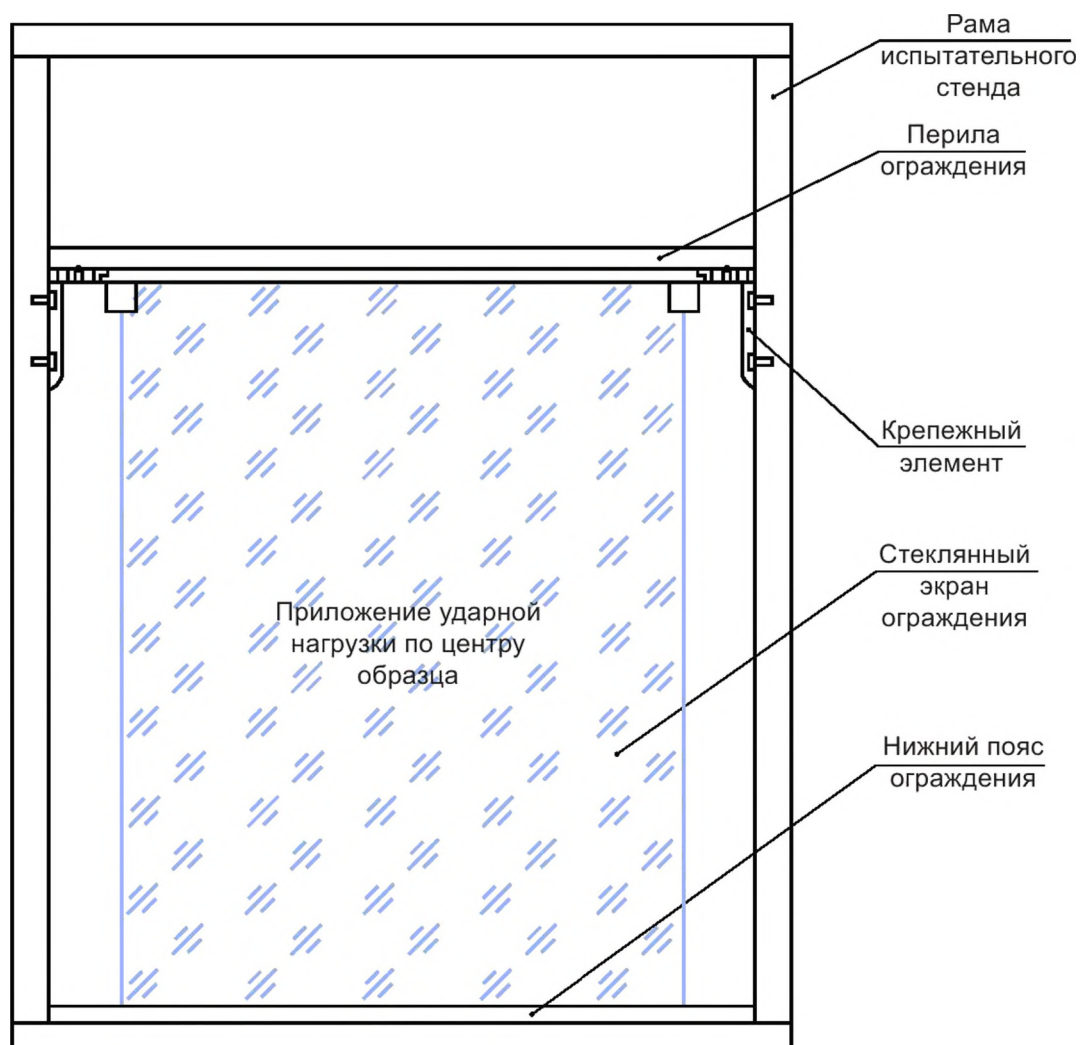 Рама
испытательного
стенда
Перила
ограждения
Крепежный
элемент
Стеклянный
экран
ограждения
Приложение ударной
нагрузки по центру
образца
Нижний пояс
ограждения